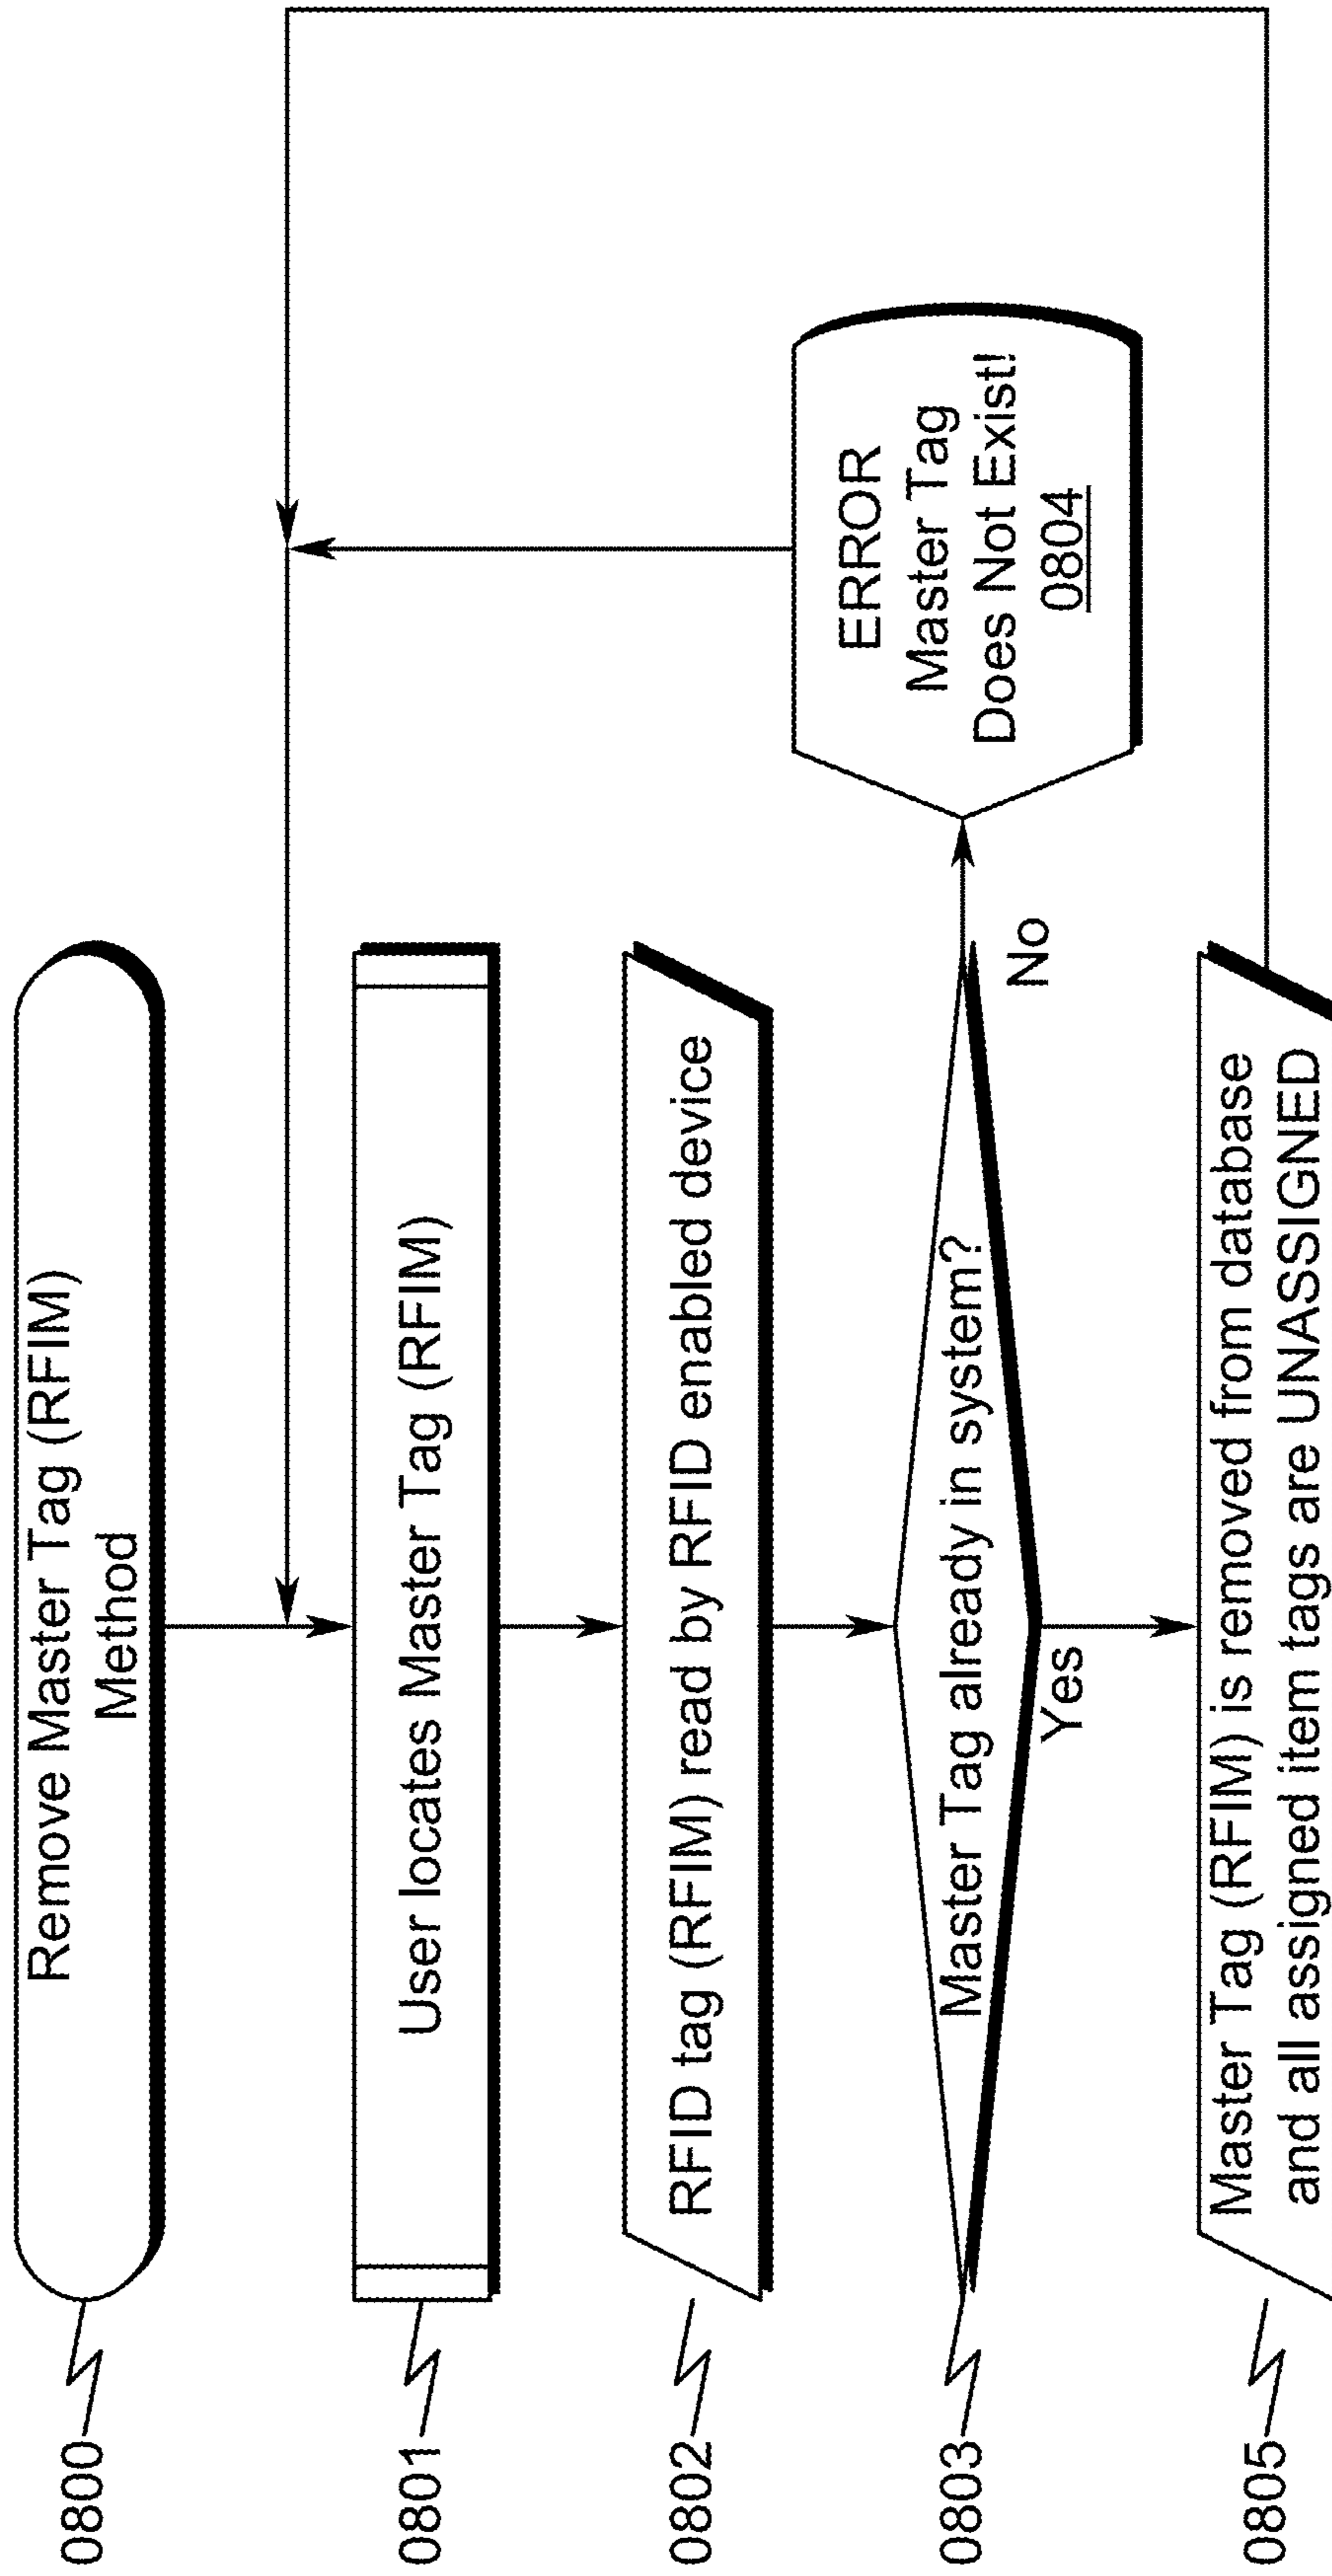 0800
Remove Master Tag (RFIM)
Method
0801
User locates Master Tag (RFIM)
0802
RFID tag (RFIM) read by RFID enabled device
0803
Master Tag already in system?
No
Yes
ERROR
Master Tag
Does Not Exist!
0804
0805
Master Tag (RFIM) is removed from database
and all assigned item tags are UNASSIGNED